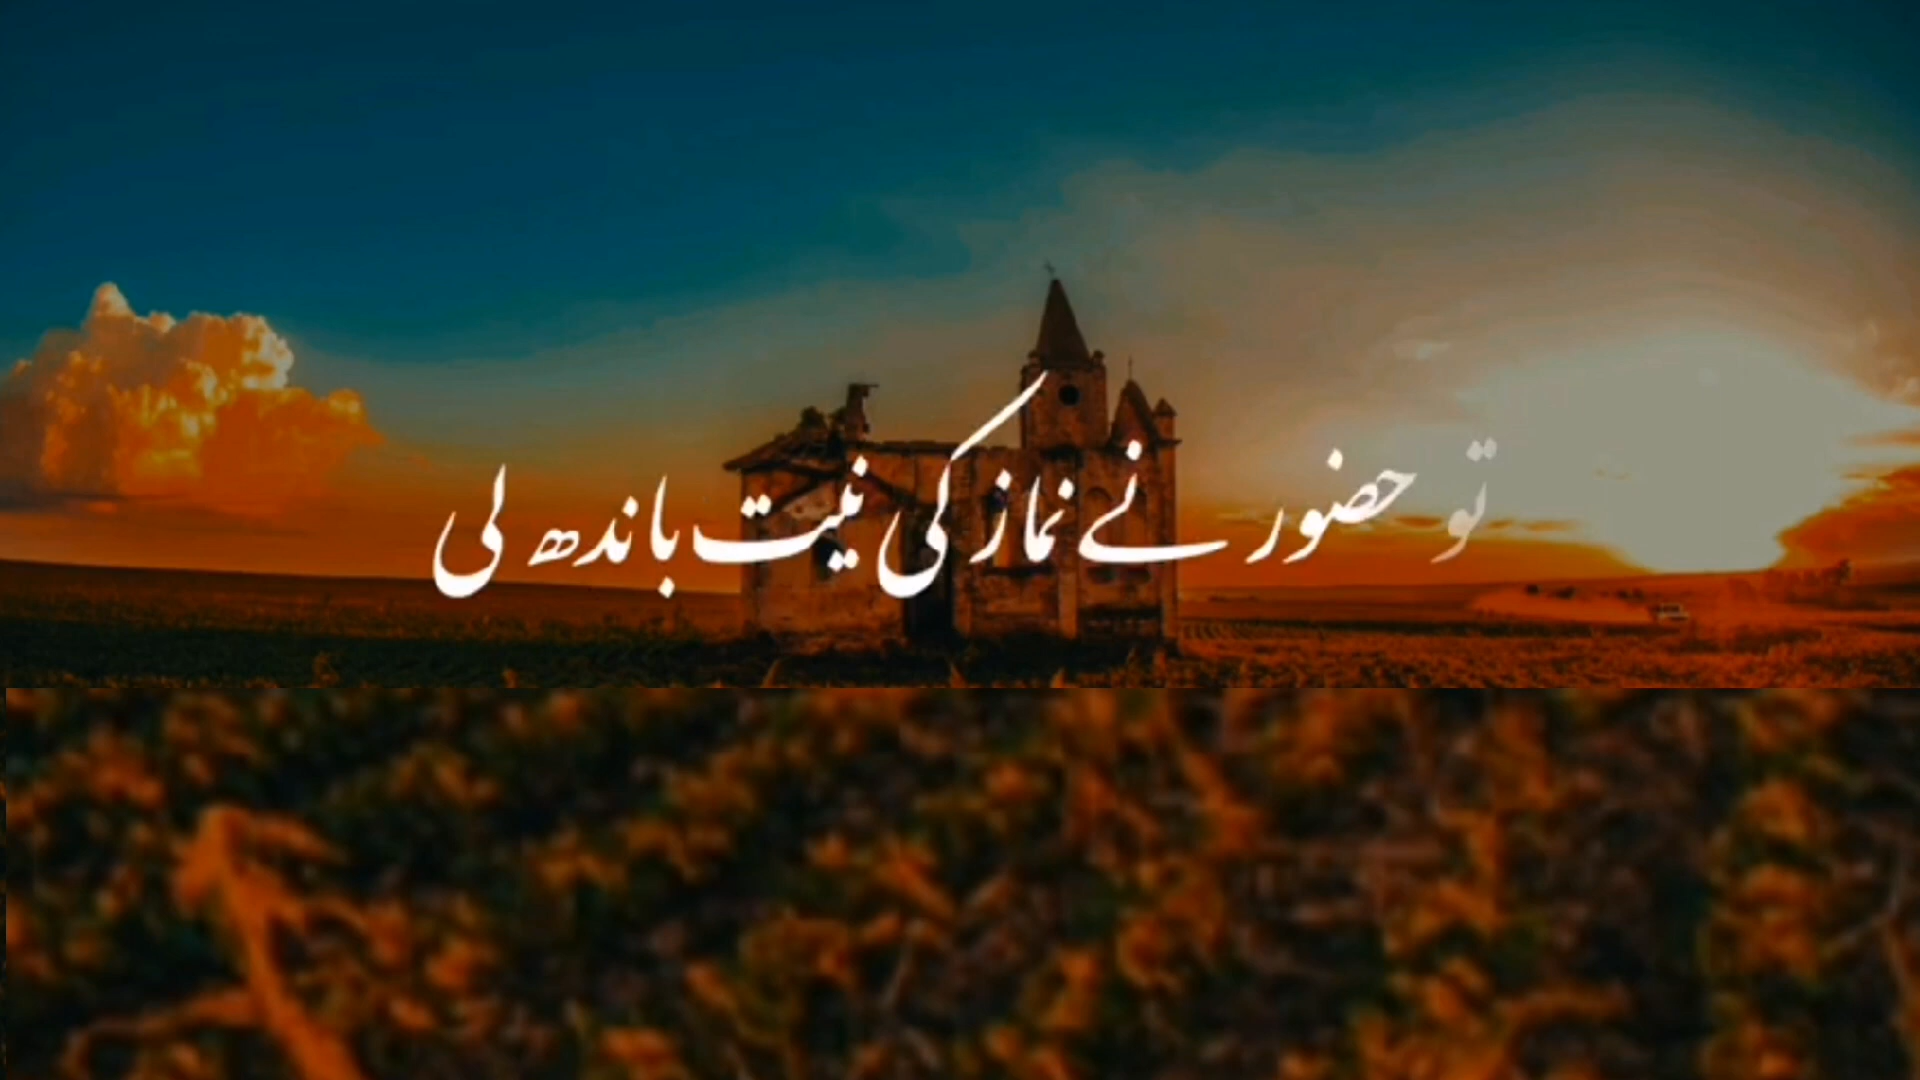 تو حضور نے نماز کی نیت باندھ لی